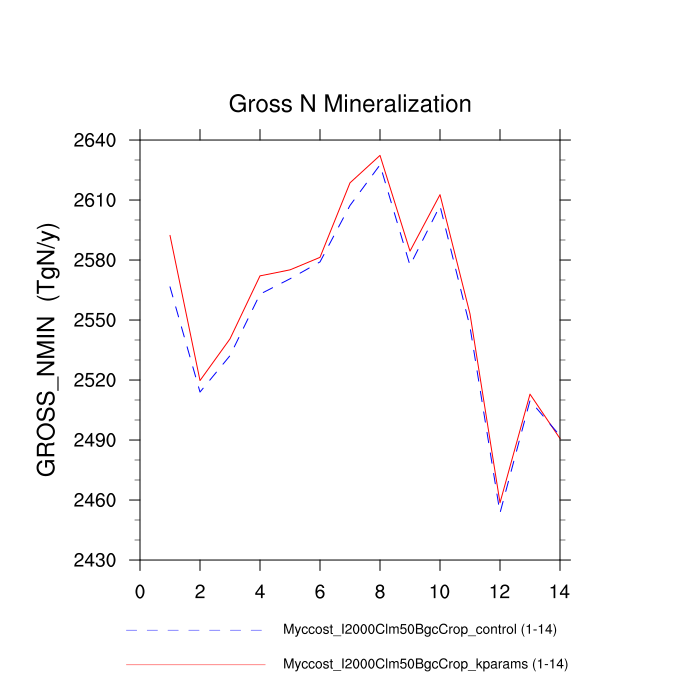 Gross N Mineralization
GROSS_NMIN (TgN/y)
2640
2610
2580
2550
2520
2490
2460
2430
0 2 4 6 8 10 12 14
Myccost_I2000Clm50BgcCrop_control (1-14)
Myccost_I2000Clm50BgcCrop_kparams (1-14)